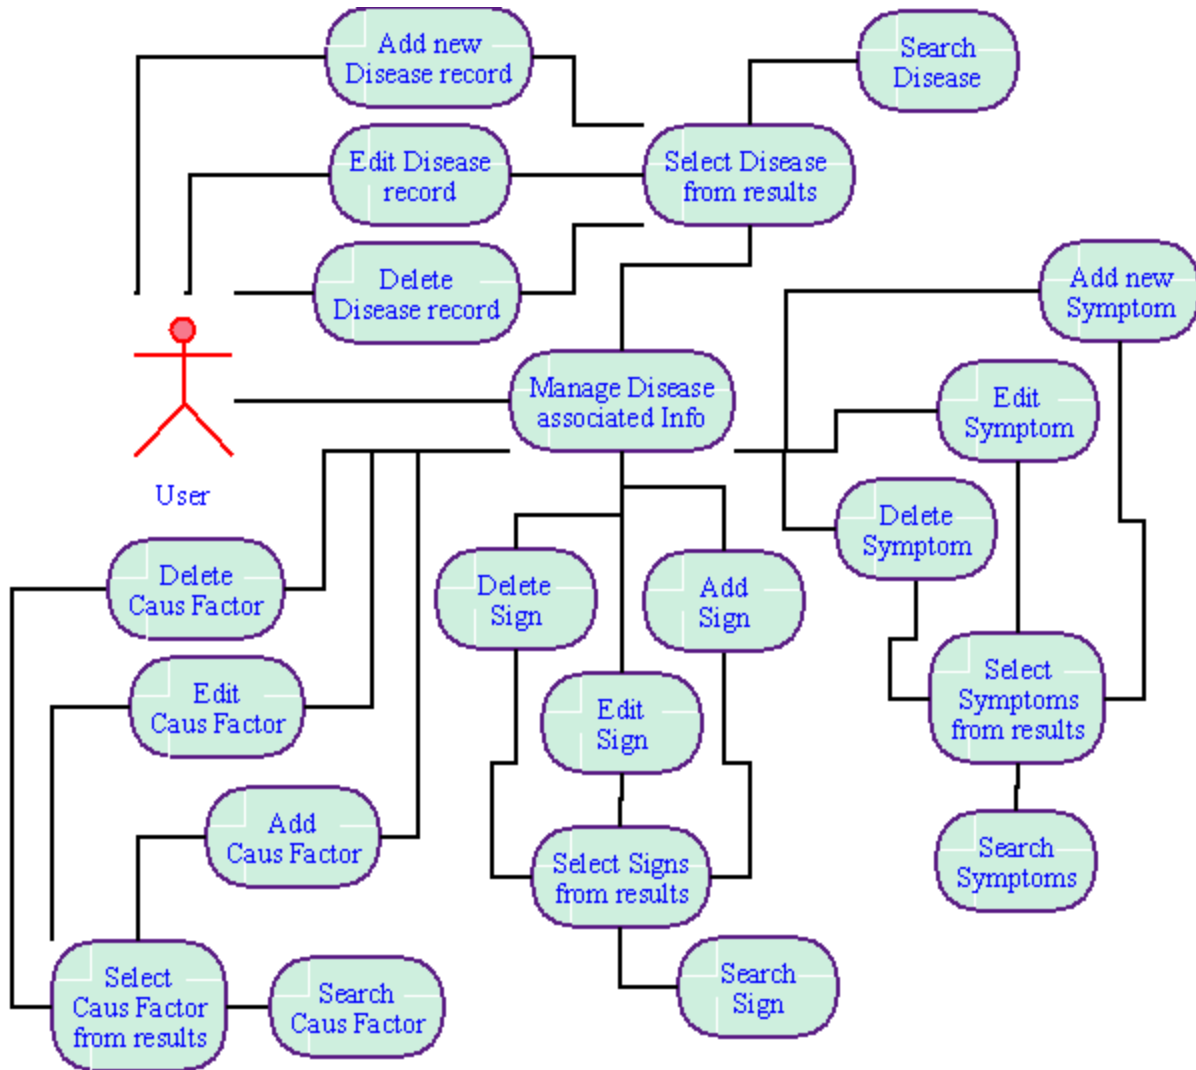 Add new
Disease record
Search
Disease
Edit Disease
record
Select Disease
from results
Delete
Disease record
Add new
Symptom
Manage Disease
associated Info
Edit
Symptom
User
Delete
Symptom
Delete
Caus Factor
Delete
Sign
Add
Sign
Edit
Caus Factor
Edit
Sign
Select
Symptoms
from results
Add
Caus Factor
Select Signs
from results
Search
Symptoms
Select
Caus Factor
from results
Search
Caus Factor
Search
Sign